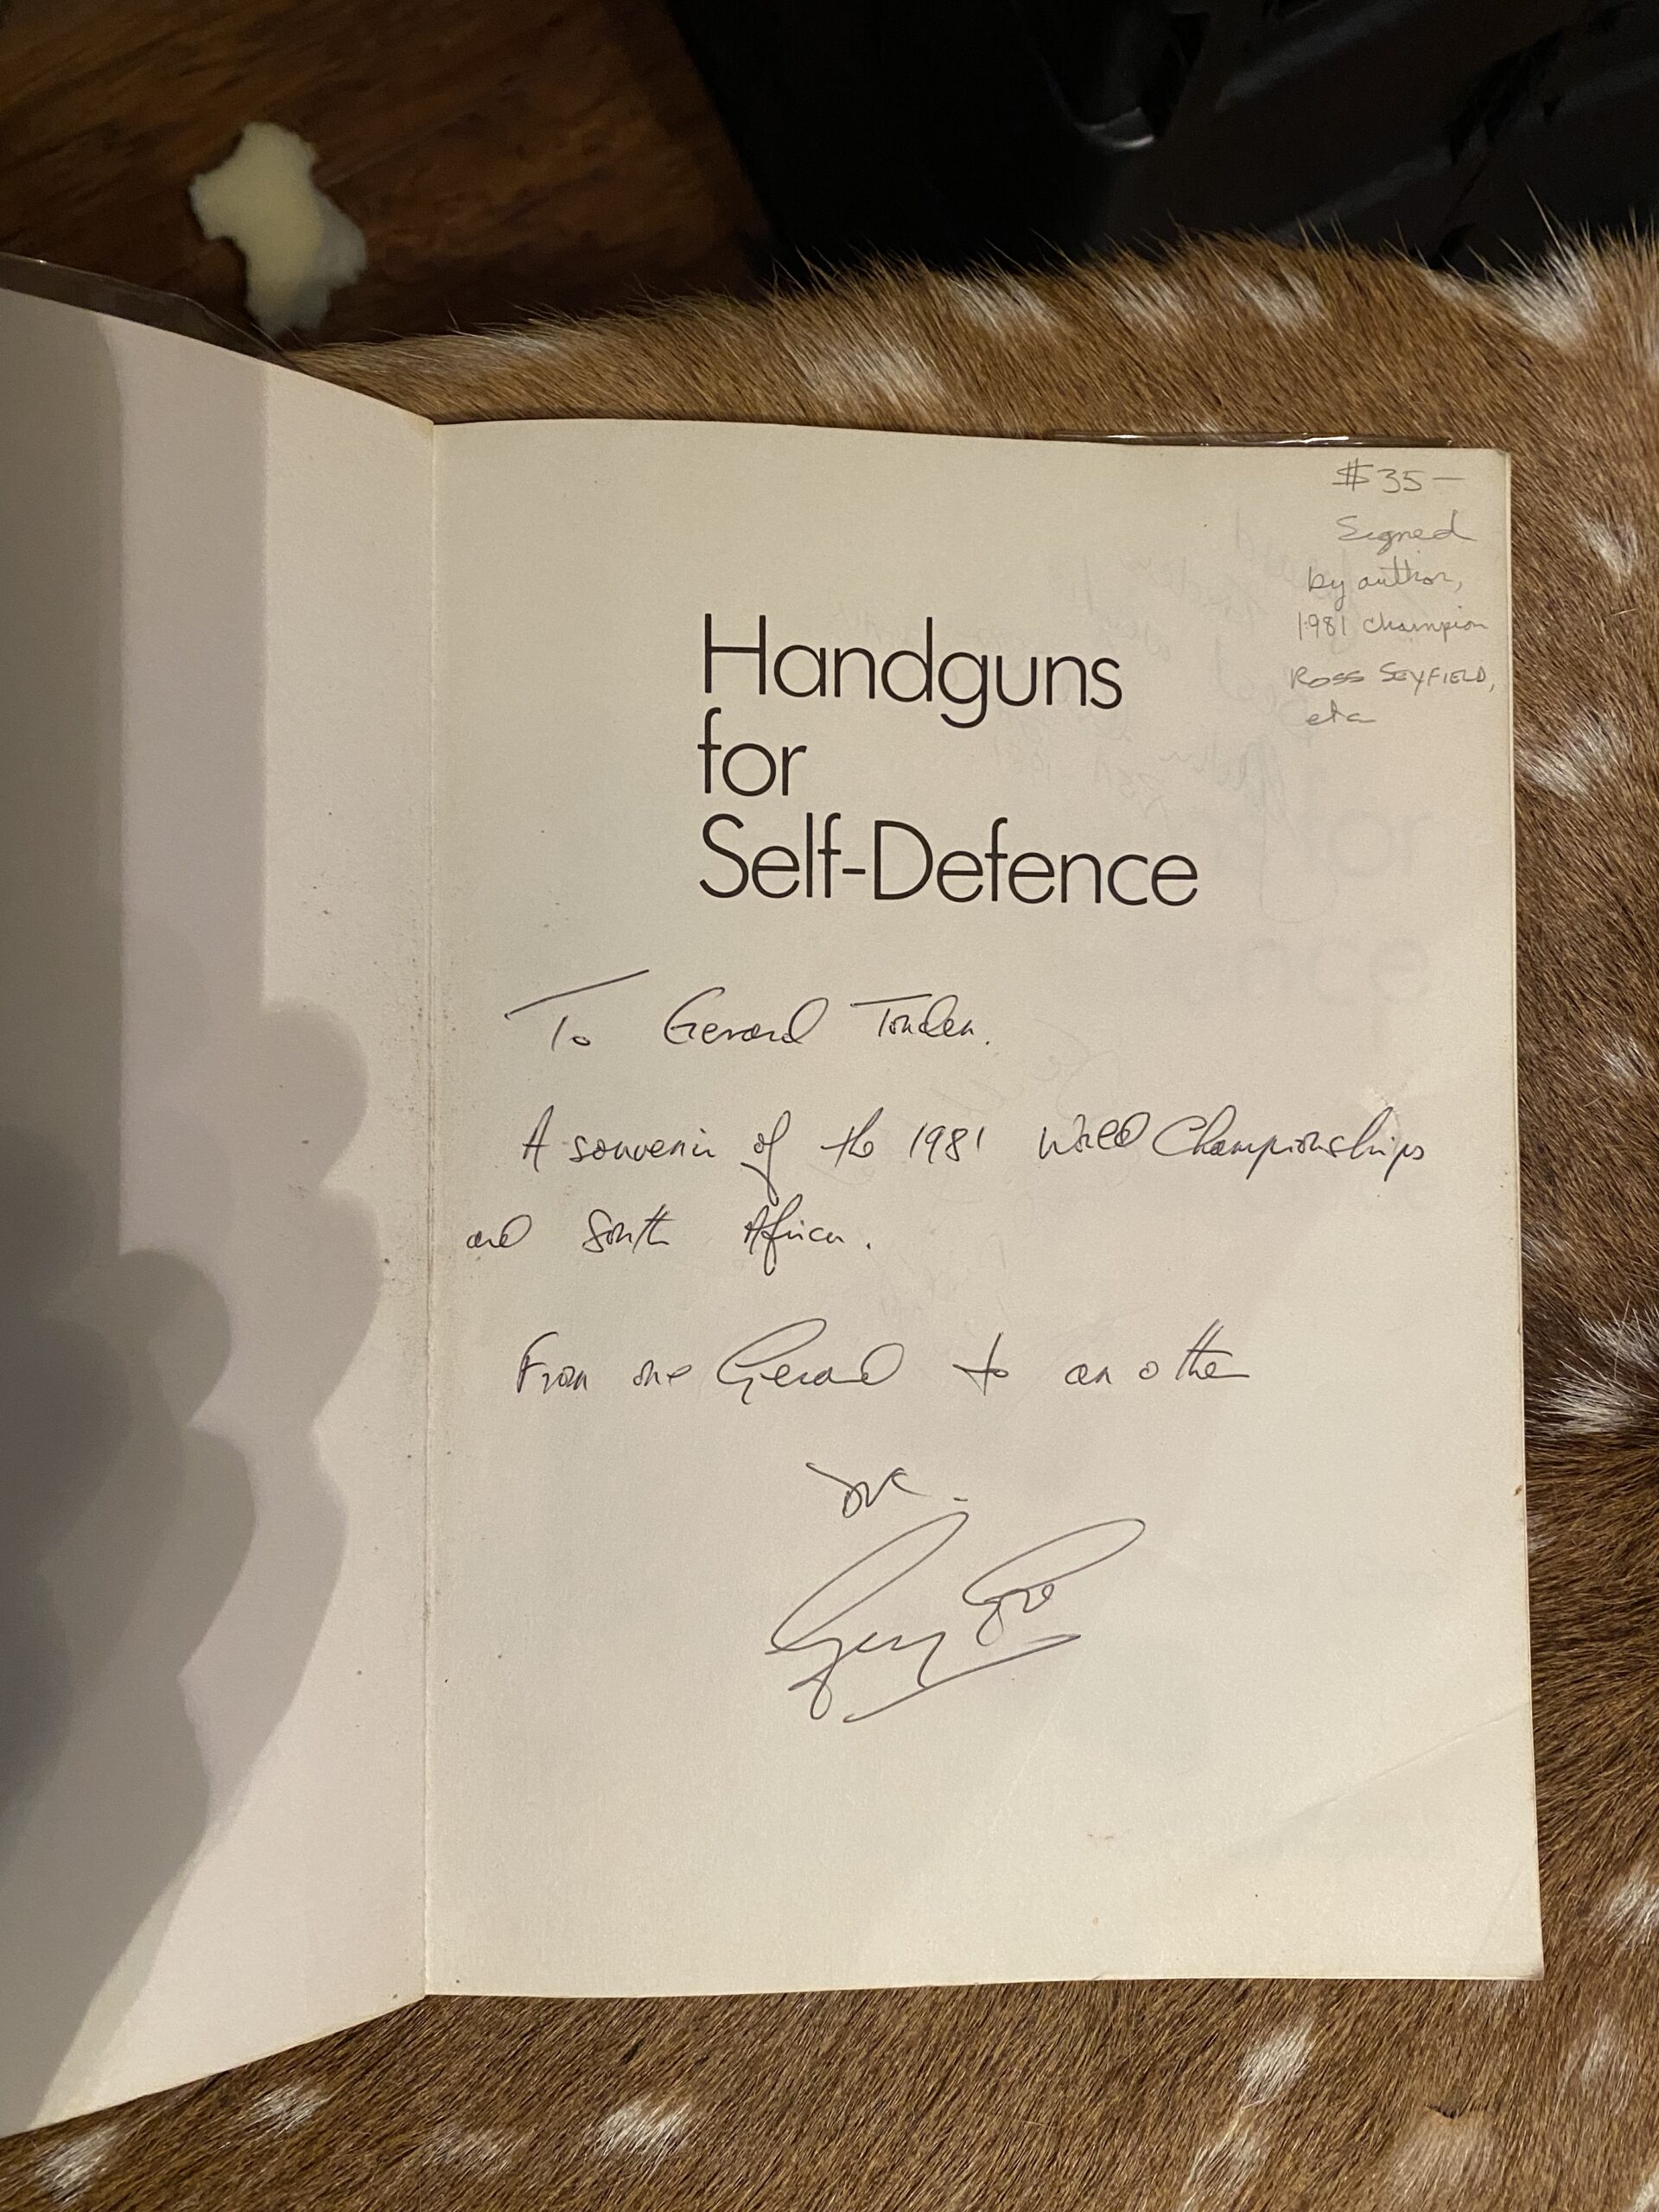 $35—
Signed
by author,
1981 Champion
ROSS SEYFIELD,
etc
Handguns
for
Self-Defence
To Gerard
A souvenir of the 1981 World Championships
and South Africa.
From one Gerard to another